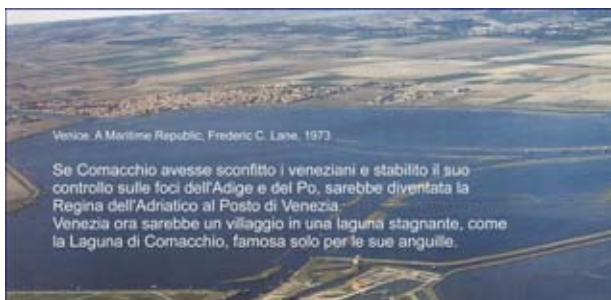 Venice. A Maritime Republic, Frederic C. Lane, 1973
Se Comacchio avesse sconfitto i veneziani e stabilito il suo
controllo sulle foci dell'Adige e del Po, sarebbe diventata la
Regina dell'Adriatico al Posto di Venezia.
Venezia ora sarebbe un villaggio in una laguna stagnante, come
la Laguna di Comacchio, famosa solo per le sue anguille.